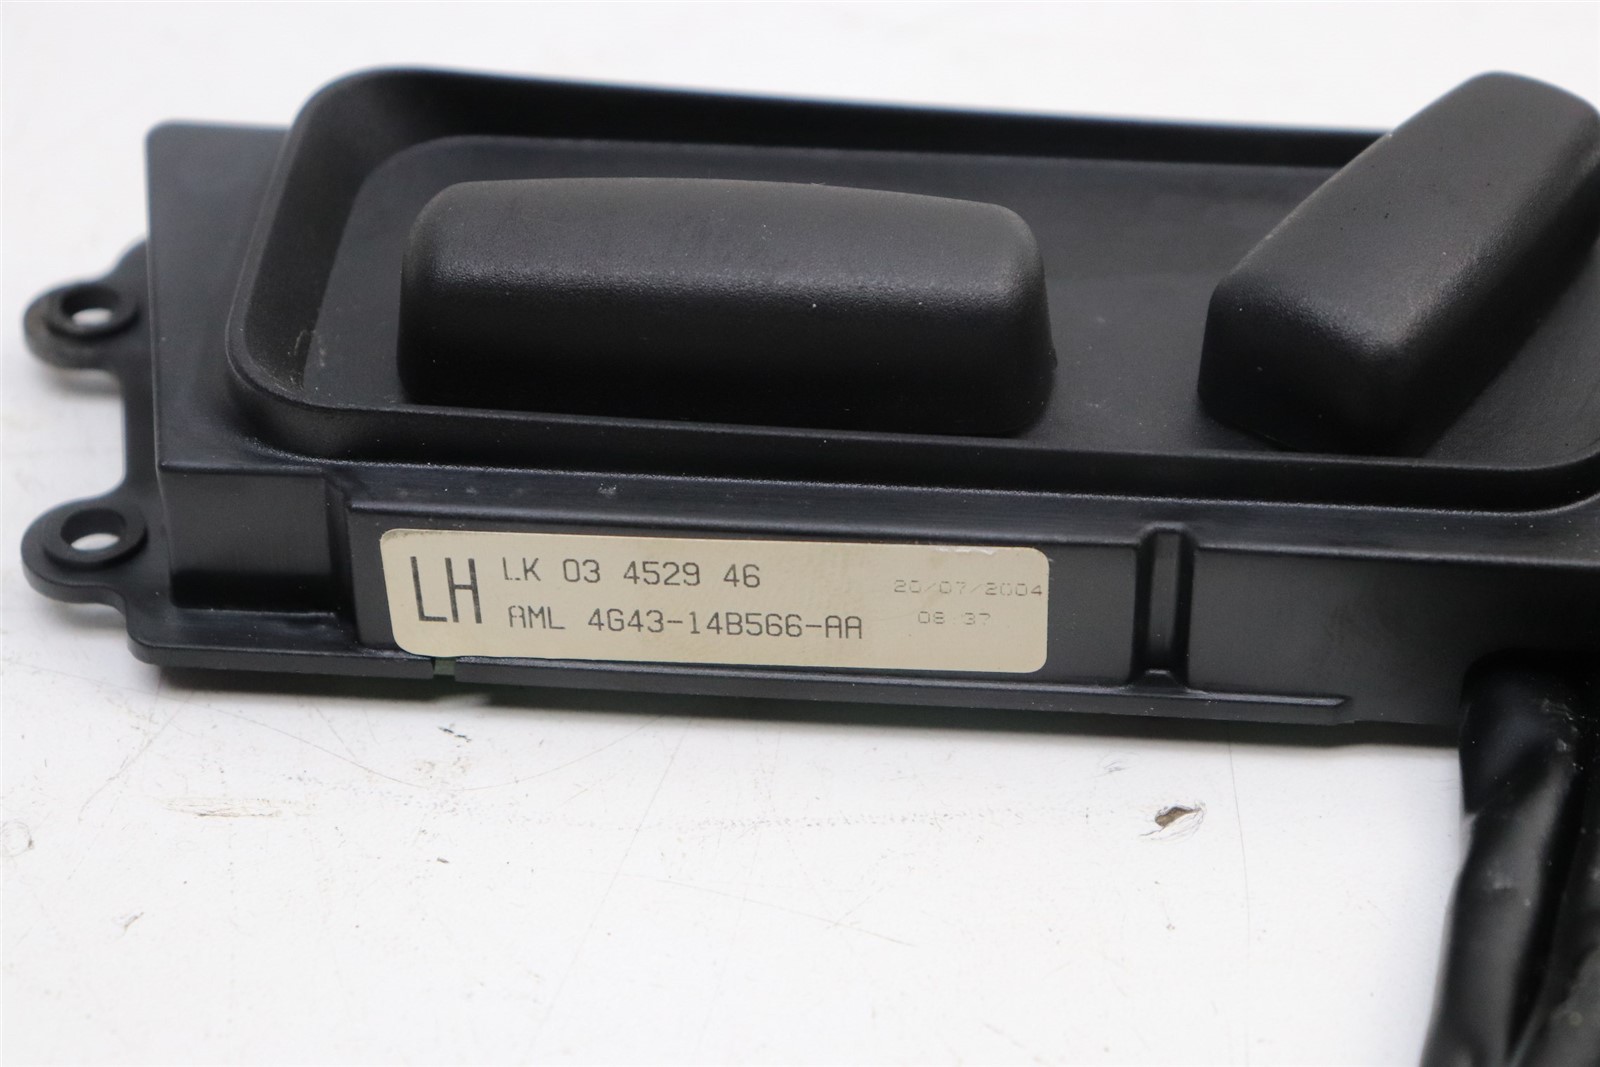 LH
LK 03 4529 46
AML 4G43-14B566-AA
20/07/2004
08:37